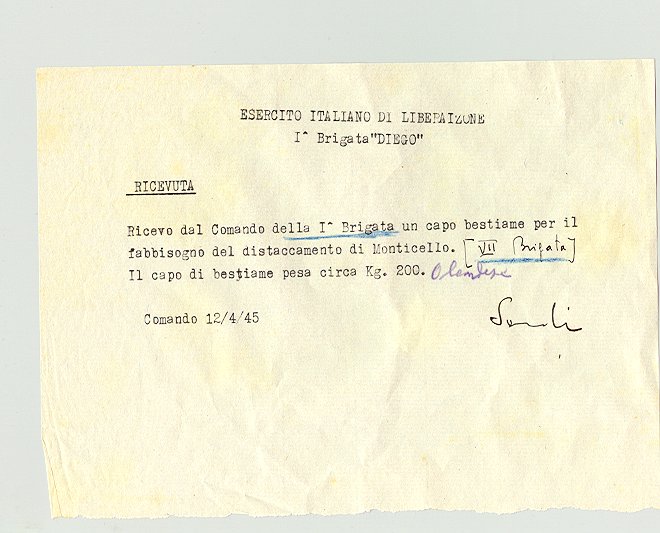 ESERCITO ITALIANO DI LIBERAIZONE
I^ Brigata"DIEGO"
RICEVUTA
Ricevo dal Comando della I^ Brigata un capo bestiame per il
fabbisogno del distaccamento di Monticello. [VII Brigata]
Il capo di bestiame pesa circa Kg. 200. Olandese
Comando 12/4/45